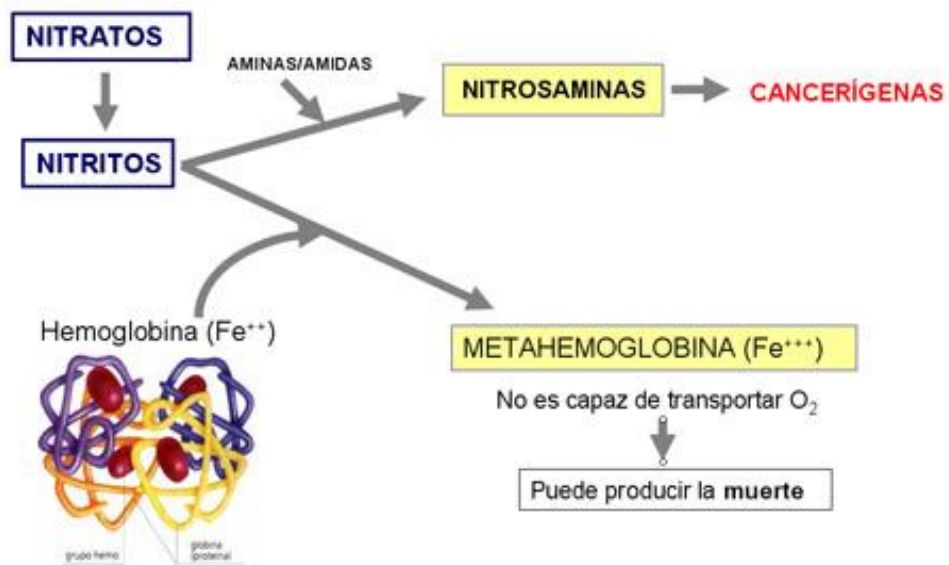 NITRATOS
AMINAS/AMIDAS
NITROSAMINAS
CANCERÍGENAS
NITRITOS
Hemoglobina (Fe⁺⁺)
METAHEMOGLOBINA (Fe⁺⁺⁺)
No es capaz de transportar O₂
Puede producir la muerte
grupo hemo
globina
(proteína)